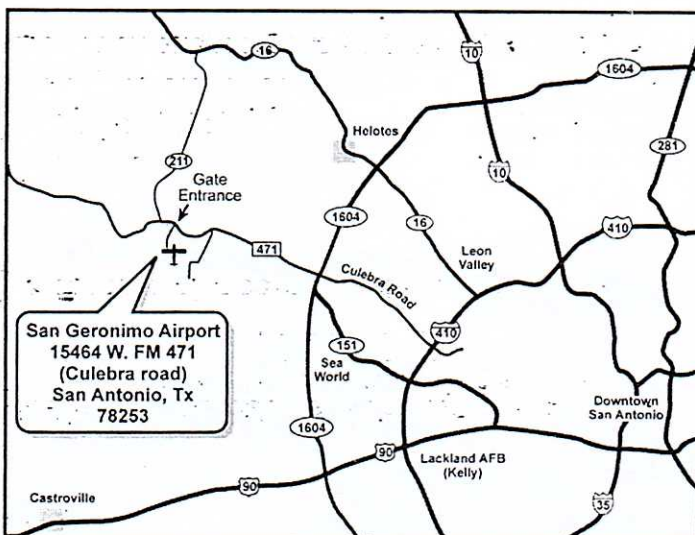 16
10
1604
Helotes
281
211
10
Gate
Entrance
1604
16
410
471
Leon
Valley
Culebra Road
410
San Geronimo Airport
15464 W. FM 471
(Culebra road)
San Antonio, Tx
78253
151
Sea
World
Downtown
San Antonio
1604
90
Lackland AFB
(Kelly)
90
Castroville
35